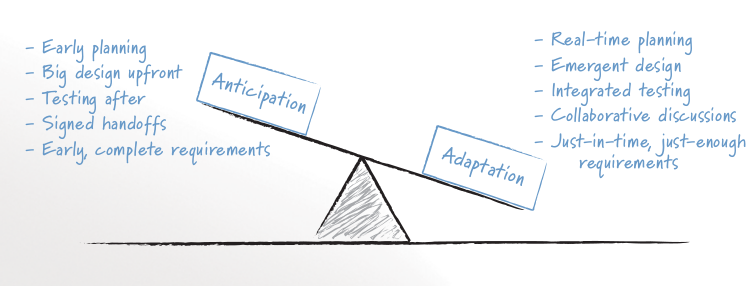 - Early planning
- Big design upfront
- Testing after
- Signed handoffs
- Early, complete requirements
Anticipation
Adaptation
- Real-time planning
- Emergent design
- Integrated testing
- Collaborative discussions
- Just-in-time, just-enough
requirements